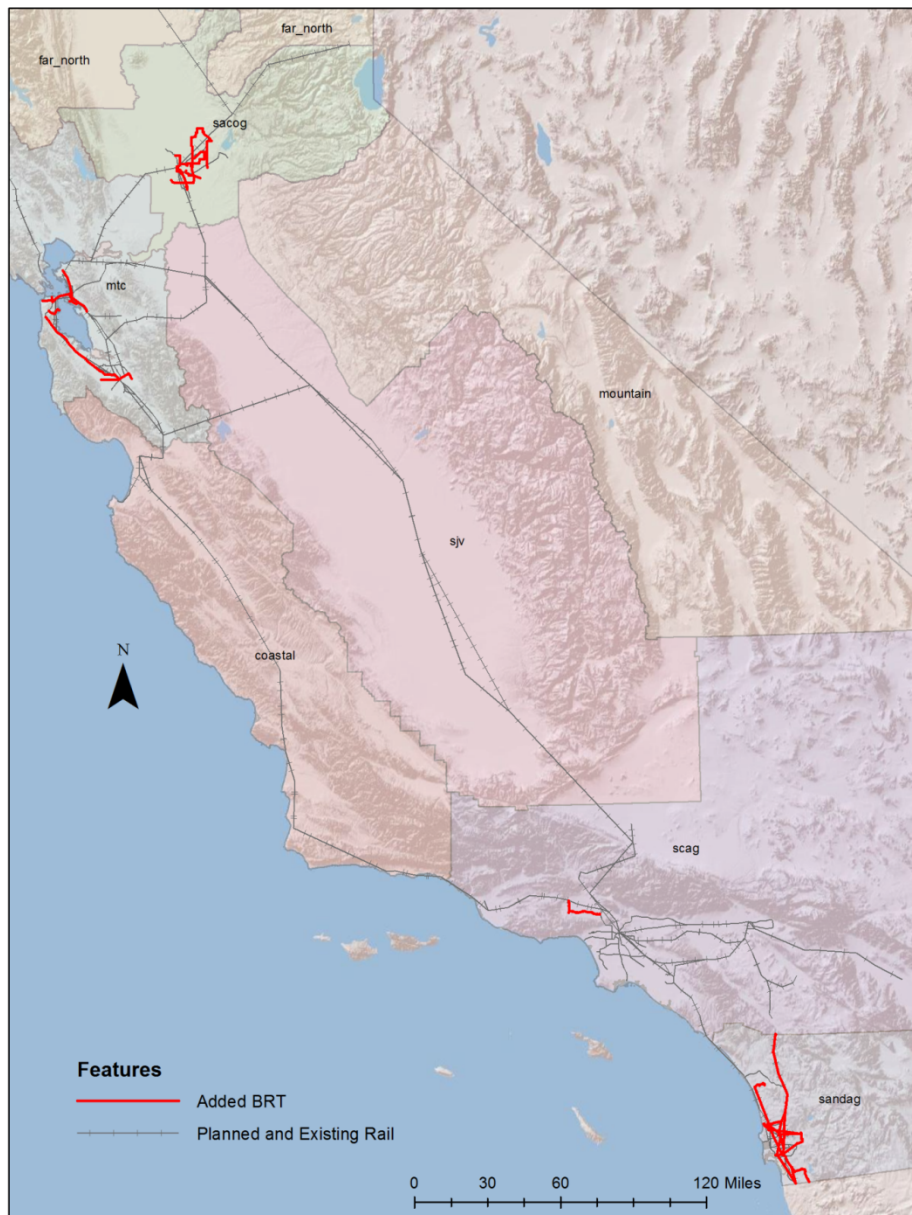 far_north
far_north
sacog
mtc
mountain
sjv
coastal
N
scag
Features
Added BRT
Planned and Existing Rail
sandag
0 30 60 120 Miles